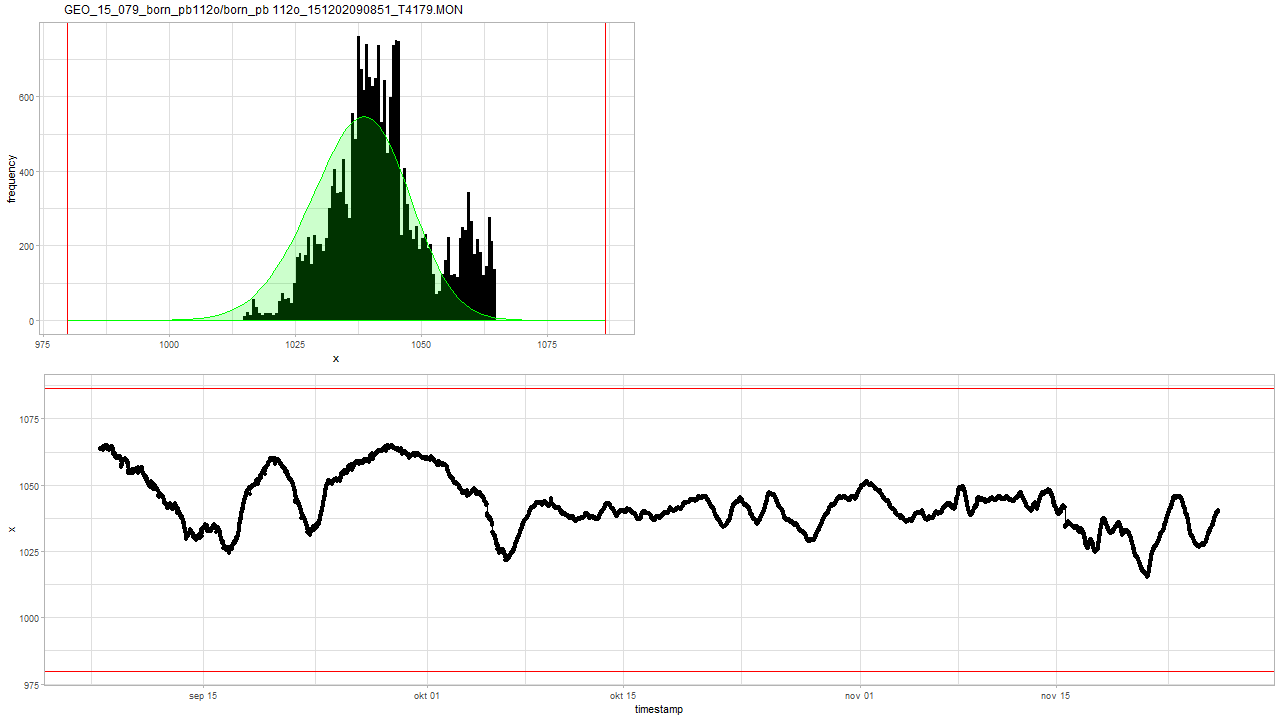 GEO_15_079_born_pb112o/born_pb 112o_151202090851_T4179.MON
frequency
600
400
200
0
975 1000 1025 1050 1075
x
x
1075
1050
1025
1000
975
sep 15 okt 01 okt 15 nov 01 nov 15
timestamp